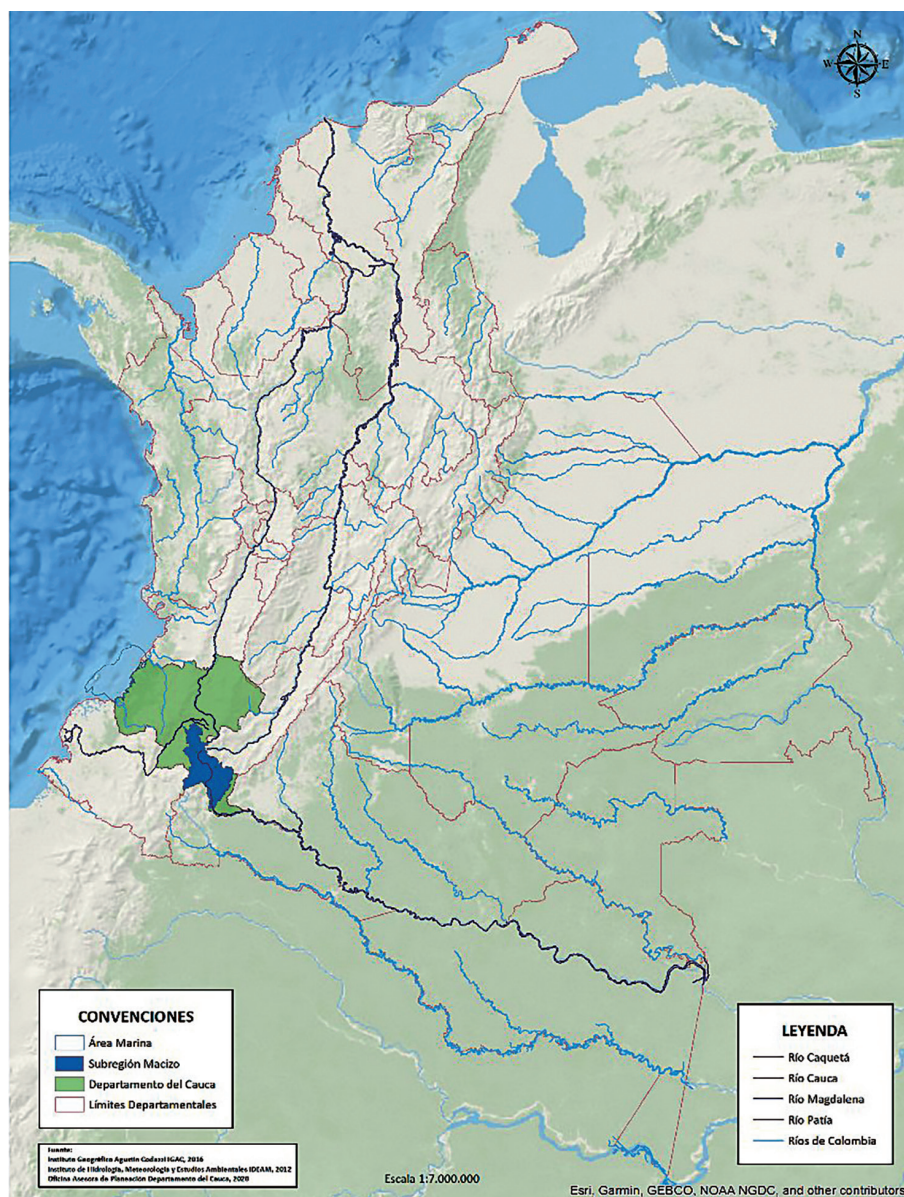 N
W E
S
CONVENCIONES
Área Marina
Subregión Macizo
Departamento del Cauca
Límites Departamentales
Fuente:
Instituto Geográfico Agustín Codazzi IGAC, 2016
Instituto de Hidrología, Meteorología y Estudios Ambientales IDEAM, 2012
Oficina Asesora de Planeación Departamento del Cauca, 2020
Escala 1:7.000.000
LEYENDA
Río Caquetá
Río Cauca
Río Magdalena
Río Patía
Ríos de Colombia
Esri, Garmin, GEBCO, NOAA NGDC, and other contributors